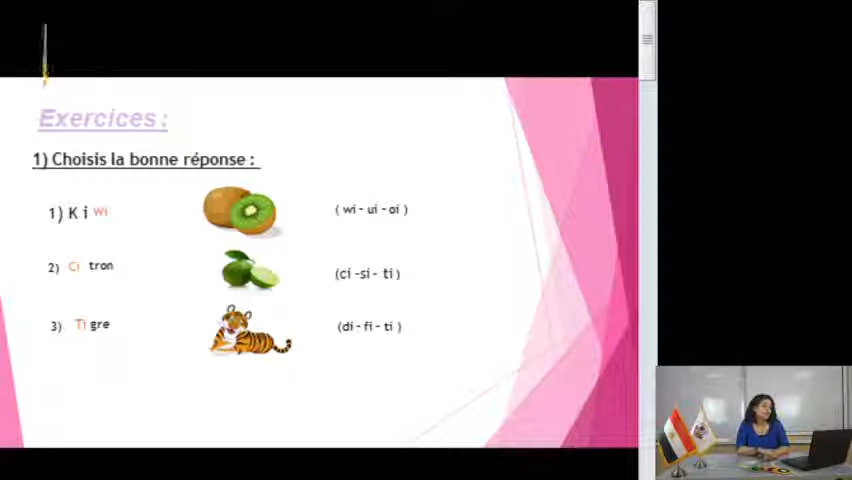 Exercices :
1) Choisis la bonne réponse :
1) K i wi ( wi - ui - oi )
2) Ci tron (ci -si - ti )
3) Ti gre (di - fi - ti )